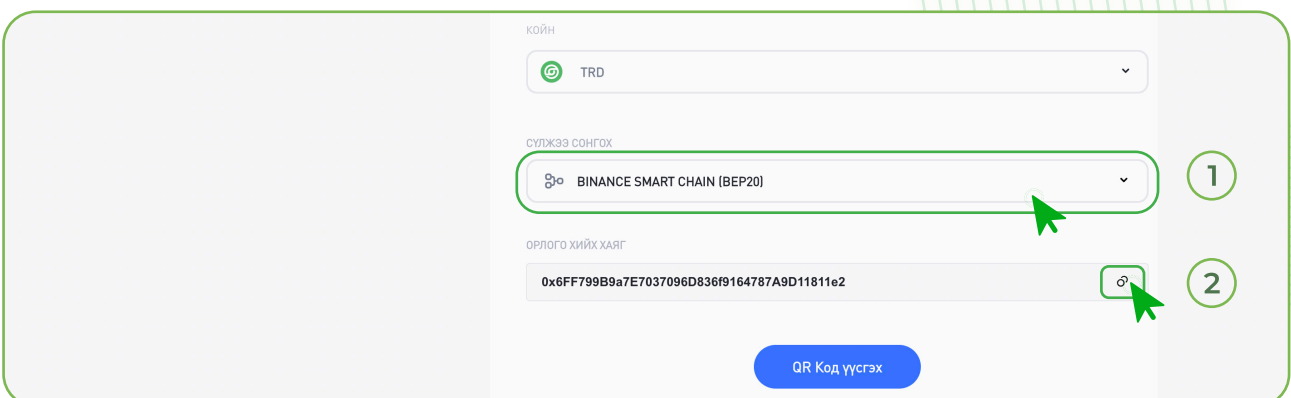 КОЙН
TRD
СҮЛЖЭЭ СОНГОХ
BINANCE SMART CHAIN (BEP20)
1
ОРЛОГО ХИЙХ ХАЯГ
0x6FF799B9a7E7037096D836f9164787A9D11811e2
2
QR Код үүсгэх